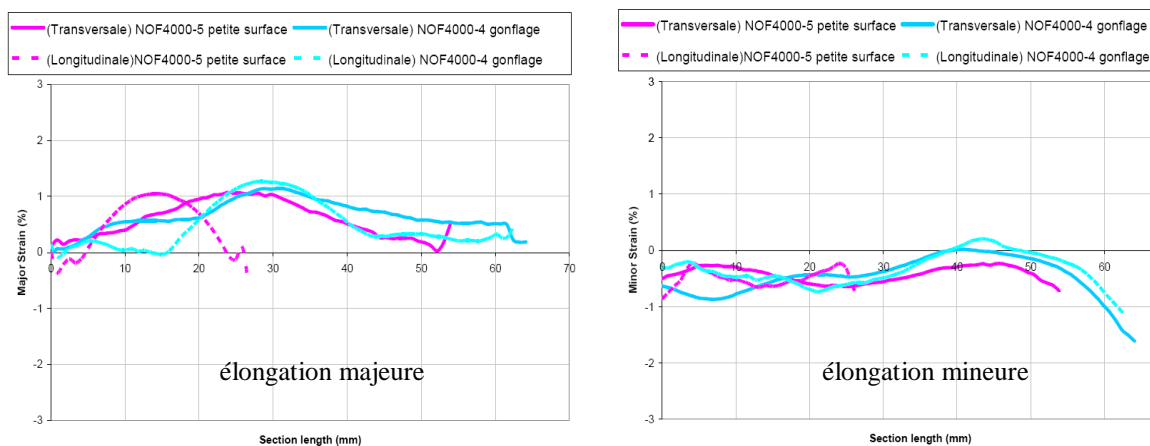 (Transversale) NOF4000-5 petite surface (Transversale) NOF4000-4 gonflage
(Longitudinale)NOF4000-5 petite surface (Longitudinale) NOF4000-4 gonflage
3
2
1
0
-1
-2
-3
0 10 20 30 40 50 60 70
Major Strain (%)
élongation majeure
Section length (mm)
(Transversale) NOF4000-5 petite surface (Transversale) NOF4000-4 gonflage
(Longitudinale)NOF4000-5 petite surface (Longitudinale) NOF4000-4 gonflage
3
2
1
0
-1
-2
-3
0 10 20 30 40 50 60
Minor Strain (%)
élongation mineure
Section length (mm)